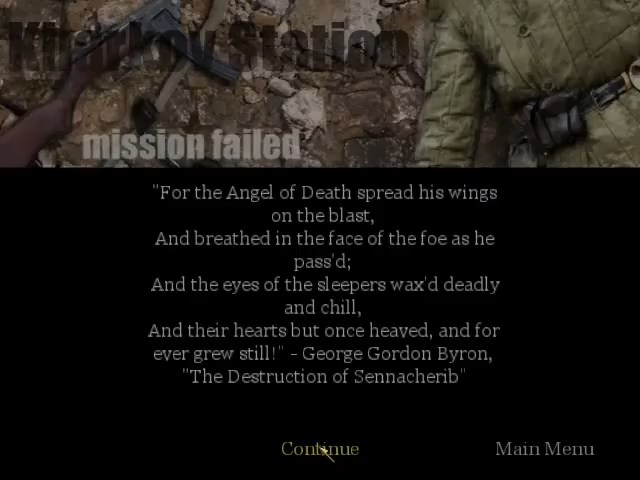 Kharkov Station
mission failed
"For the Angel of Death spread his wings
on the blast,
And breathed in the face of the foe as he
pass'd;
And the eyes of the sleepers wax'd deadly
and chill,
And their hearts but once heaved, and for
ever grew still!" - George Gordon Byron,
"The Destruction of Sennacherib"
Continue
Main Menu